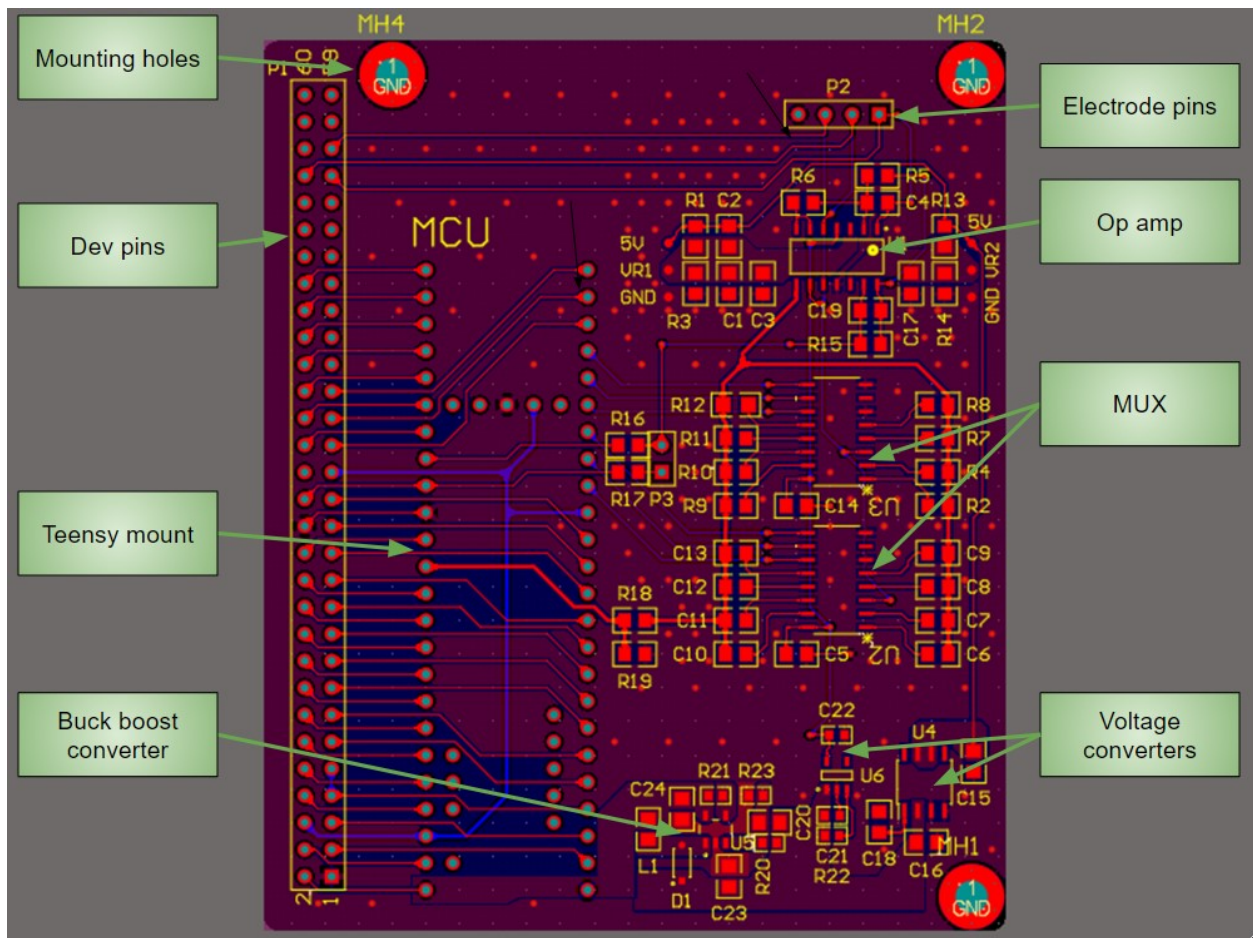 MH4
MH2
Mounting holes
1
GND
1
GND
P1
60
59
P2
Electrode pins
R6
R5
C4
R13
R1
C2
5V
5V
Op amp
MCU
Dev pins
VR1
VR2
GND
GND
R3
C1
C3
C19
C17
R14
R15
MUX
R12
R8
R16
R11
R7
R10
R4
R17
P3
R9
C14
U3
R2
Teensy mount
C13
C9
C12
C8
R18
C11
C7
C10
C5
U2
C6
R19
Buck boost
converter
Voltage
converters
C22
U4
R21
R23
U6
C24
C15
C20
U5
L1
R20
C21
C18
MH1
R22
C16
D1
C23
2
1
1
GND